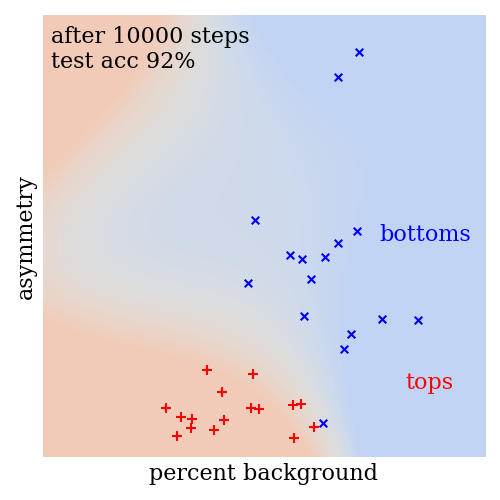 after 10000 steps
test acc 92%
asymmetry
bottoms
tops
percent background